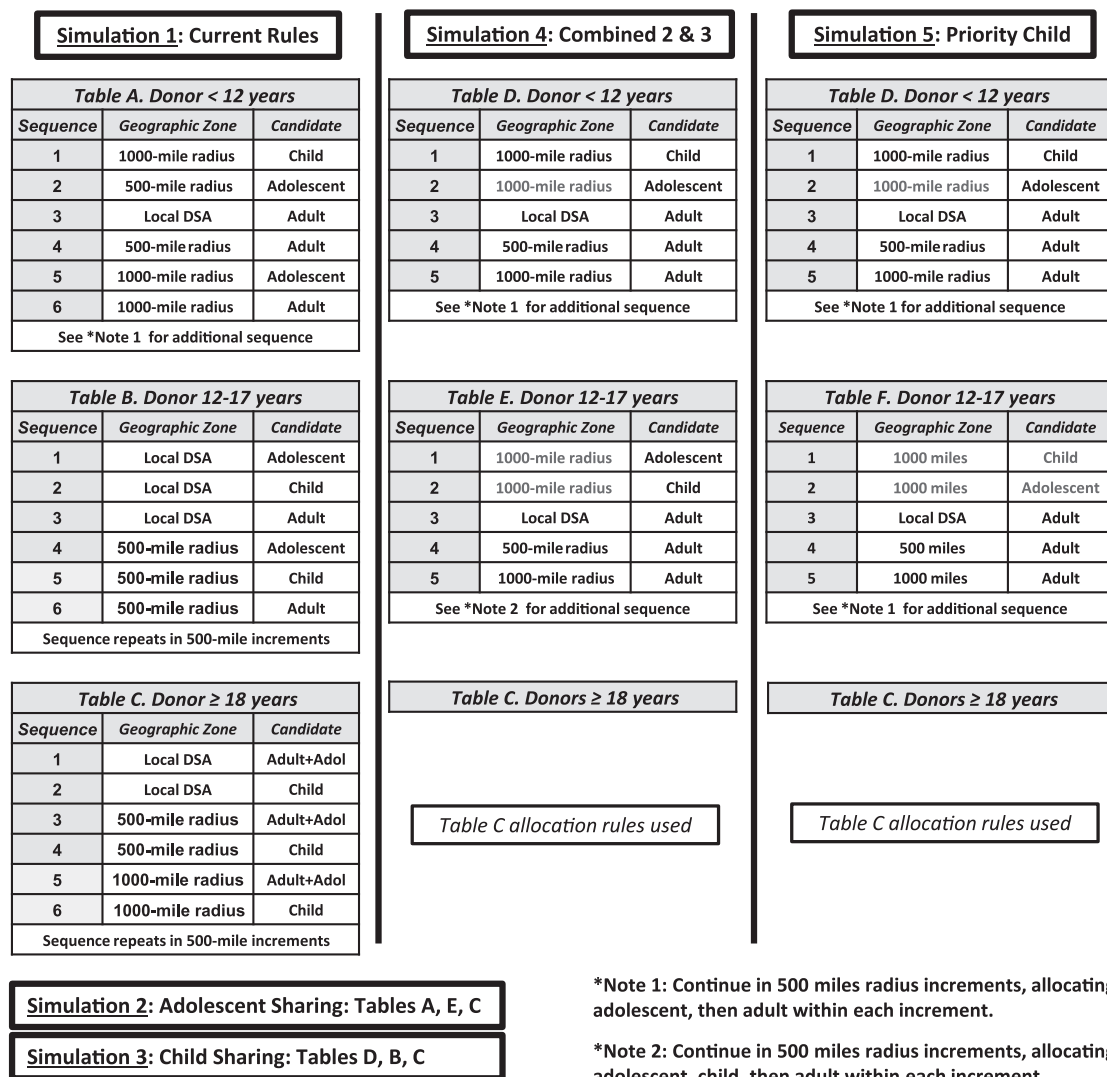 Simulation 1: Current Rules
Table A. Donor < 12 years
Sequence Geographic Zone Candidate
1 1000-mile radius Child
2 500-mile radius Adolescent
3 Local DSA Adult
4 500-mile radius Adult
5 1000-mile radius Adolescent
6 1000-mile radius Adult
See *Note 1 for additional sequence
Table B. Donor 12-17 years
Sequence Geographic Zone Candidate
1 Local DSA Adolescent
2 Local DSA Child
3 Local DSA Adult
4 500-mile radius Adolescent
5 500-mile radius Child
6 500-mile radius Adult
Sequence repeats in 500-mile increments
Table C. Donor ≥ 18 years
Sequence Geographic Zone Candidate
1 Local DSA Adult+Adol
2 Local DSA Child
3 500-mile radius Adult+Adol
4 500-mile radius Child
5 1000-mile radius Adult+Adol
6 1000-mile radius Child
Sequence repeats in 500-mile increments
Simulation 4: Combined 2 & 3
Table D. Donor < 12 years
Sequence Geographic Zone Candidate
1 1000-mile radius Child
2 1000-mile radius Adolescent
3 Local DSA Adult
4 500-mile radius Adult
5 1000-mile radius Adult
See *Note 1 for additional sequence
Table E. Donor 12-17 years
Sequence Geographic Zone Candidate
1 1000-mile radius Adolescent
2 1000-mile radius Child
3 Local DSA Adult
4 500-mile radius Adult
5 1000-mile radius Adult
See *Note 2 for additional sequence
Table C. Donors ≥ 18 years
Table C allocation rules used
Simulation 5: Priority Child
Table D. Donor < 12 years
Sequence Geographic Zone Candidate
1 1000-mile radius Child
2 1000-mile radius Adolescent
3 Local DSA Adult
4 500-mile radius Adult
5 1000-mile radius Adult
See *Note 1 for additional sequence
Table F. Donor 12-17 years
Sequence Geographic Zone Candidate
1 1000 miles Child
2 1000 miles Adolescent
3 Local DSA Adult
4 500 miles Adult
5 1000 miles Adult
See *Note 1 for additional sequence
Table C. Donors ≥ 18 years
Table C allocation rules used
Simulation 2: Adolescent Sharing: Tables A, E, C
Simulation 3: Child Sharing: Tables D, B, C
*Note 1: Continue in 500 miles radius increments, allocating
adolescent, then adult within each increment.
*Note 2: Continue in 500 miles radius increments, allocating
adolescent, child, then adult within each increment